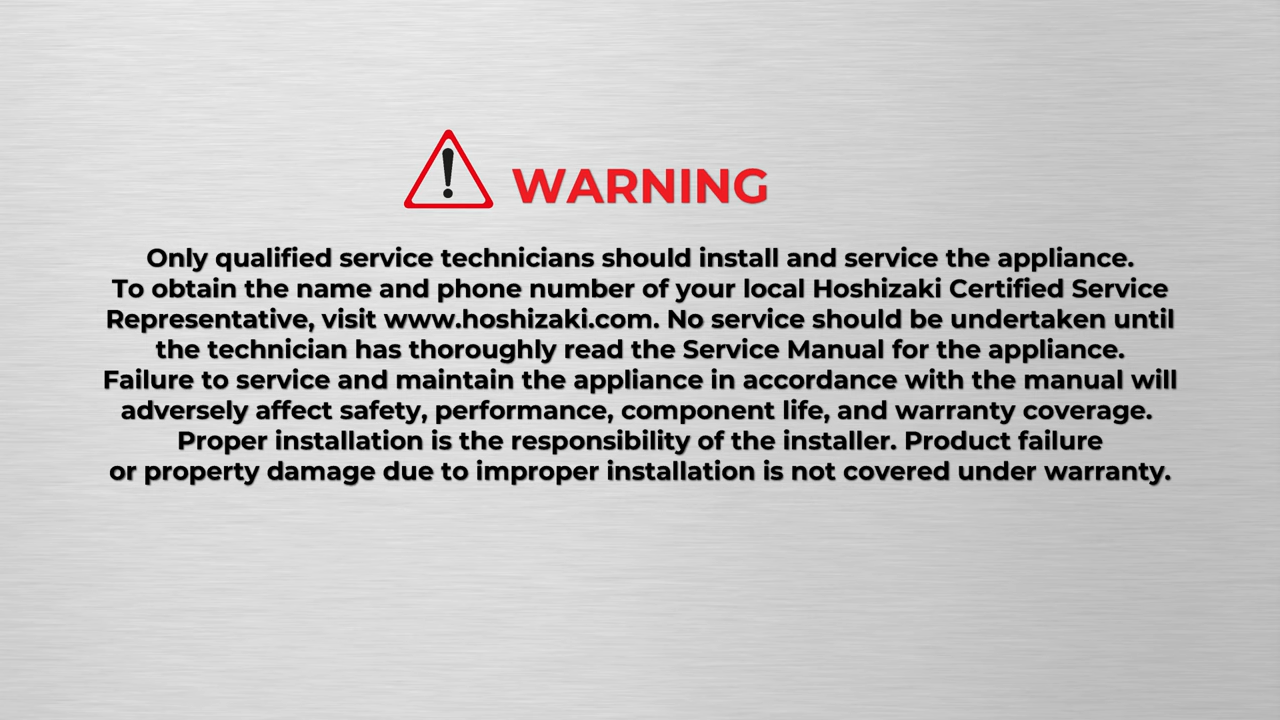 WARNING
Only qualified service technicians should install and service the appliance.
To obtain the name and phone number of your local Hoshizaki Certified Service
Representative, visit www.hoshizaki.com. No service should be undertaken until
the technician has thoroughly read the Service Manual for the appliance.
Failure to service and maintain the appliance in accordance with the manual will
adversely affect safety, performance, component life, and warranty coverage.
Proper installation is the responsibility of the installer. Product failure
or property damage due to improper installation is not covered under warranty.